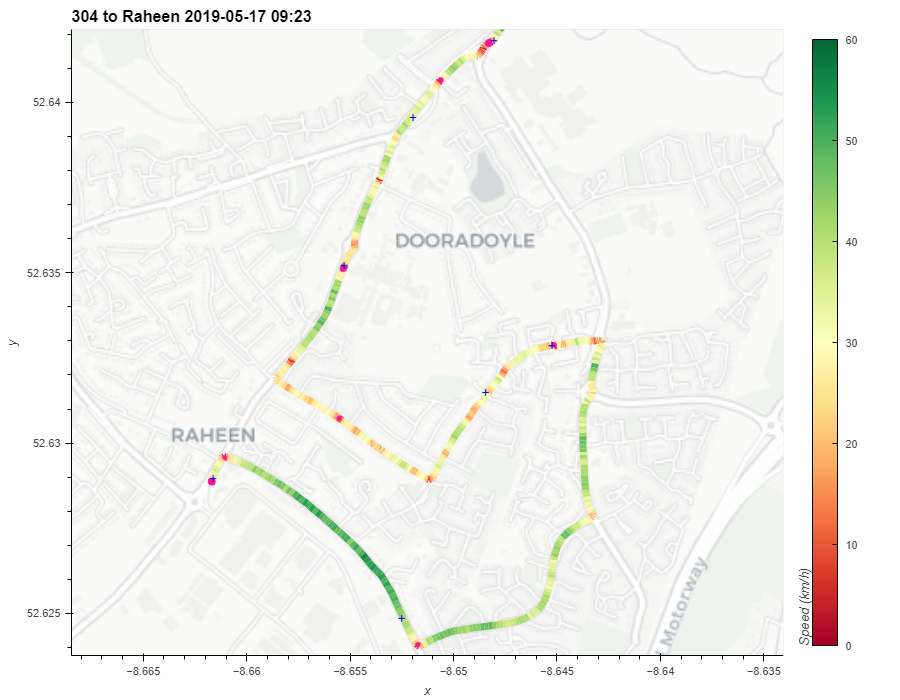 304 to Raheen 2019-05-17 09:23
60
52.64
50
DOORADOYLE
40
y
52.635
30
RAHEEN
52.63
20
10
52.625
Motorway
Speed (km/h)
0
−8.665
−8.66
−8.655
−8.65
−8.645
−8.64
−8.635
x